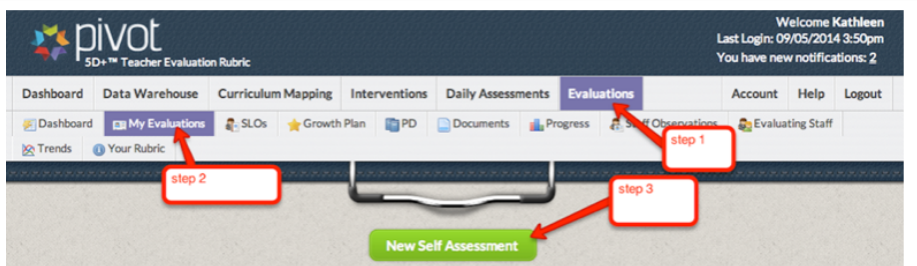 pivot
5D+™ Teacher Evaluation Rubric
Welcome Kathleen
Last Login: 09/05/2014 3:50pm
You have new notifications: 2
Dashboard Data Warehouse Curriculum Mapping Interventions Daily Assessments Evaluations Account Help Logout
Dashboard My Evaluations SLOs Growth Plan PD Documents Progress Observations Evaluating Staff
Trends Your Rubric
step 1
step 2
step 3
New Self Assessment